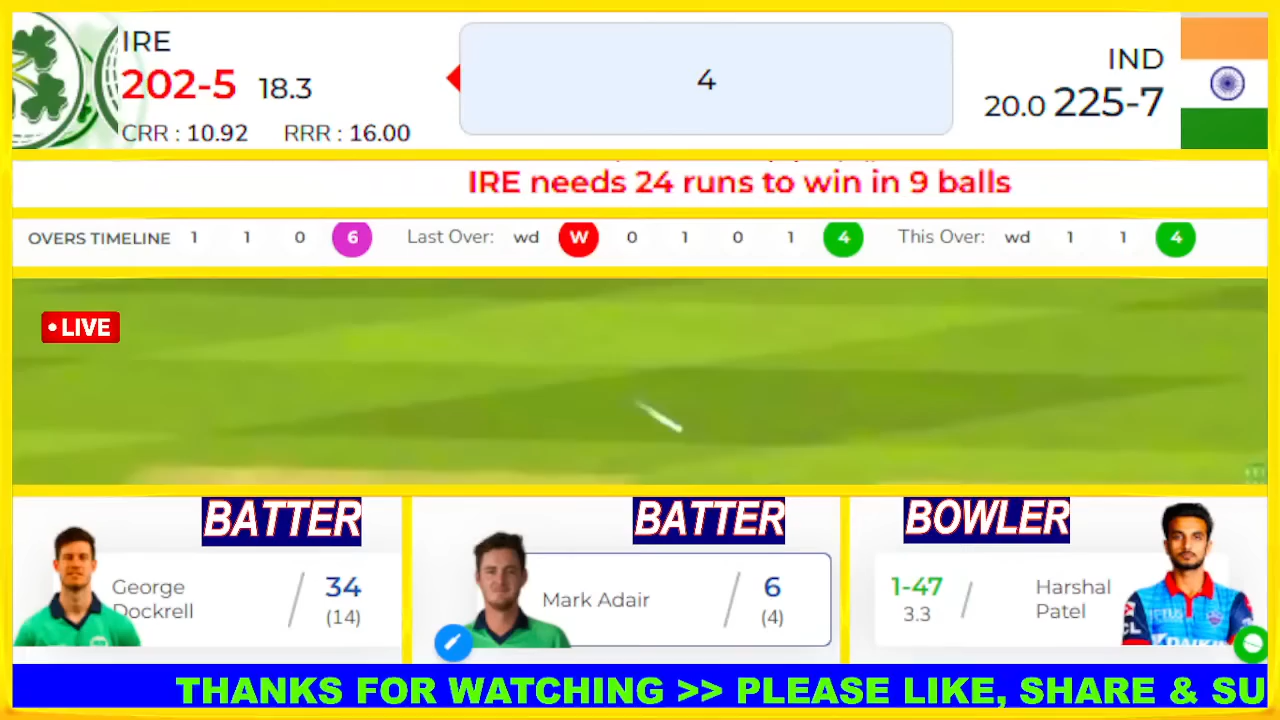 IRE
202-5 18.3
CRR : 10.92 RRR : 16.00
4
IND
20.0 225-7
IRE needs 24 runs to win in 9 balls
OVERS TIMELINE 1 1 0 6 Last Over: wd W 0 1 0 1 4 This Over: wd 1 1 4
• LIVE
BATTER
George
Dockrell
34
(14)
BATTER
Mark Adair
6
(4)
BOWLER
1-47
3.3
Harshal
Patel
THANKS FOR WATCHING >> PLEASE LIKE, SHARE & SU